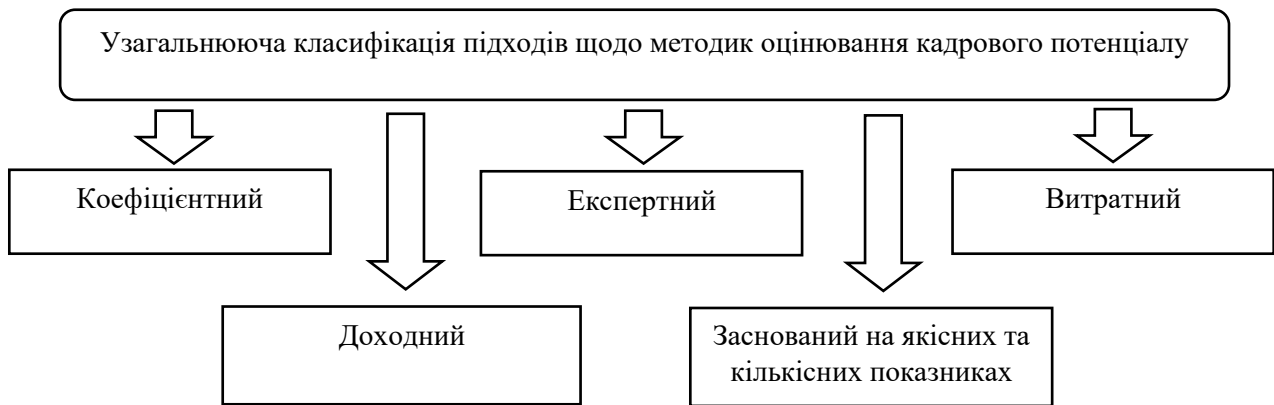 Узагальнююча класифікація підходів щодо методик оцінювання кадрового потенціалу
Коефіцієнтний
Експертний
Витратний
Доходний
Заснований на якісних та
кількісних показниках